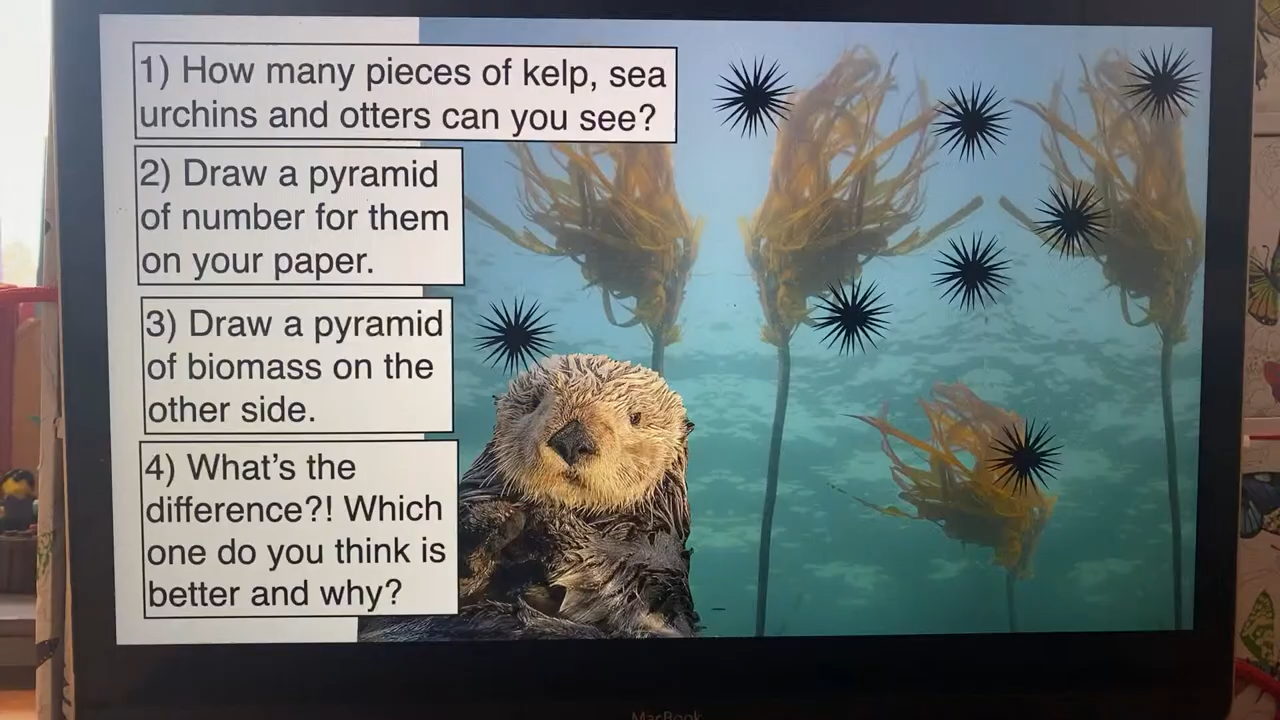 1) How many pieces of kelp, sea
urchins and otters can you see?
2) Draw a pyramid
of number for them
on your paper.
3) Draw a pyramid
of biomass on the
other side.
4) What's the
difference?! Which
one do you think is
better and why?
MacBook